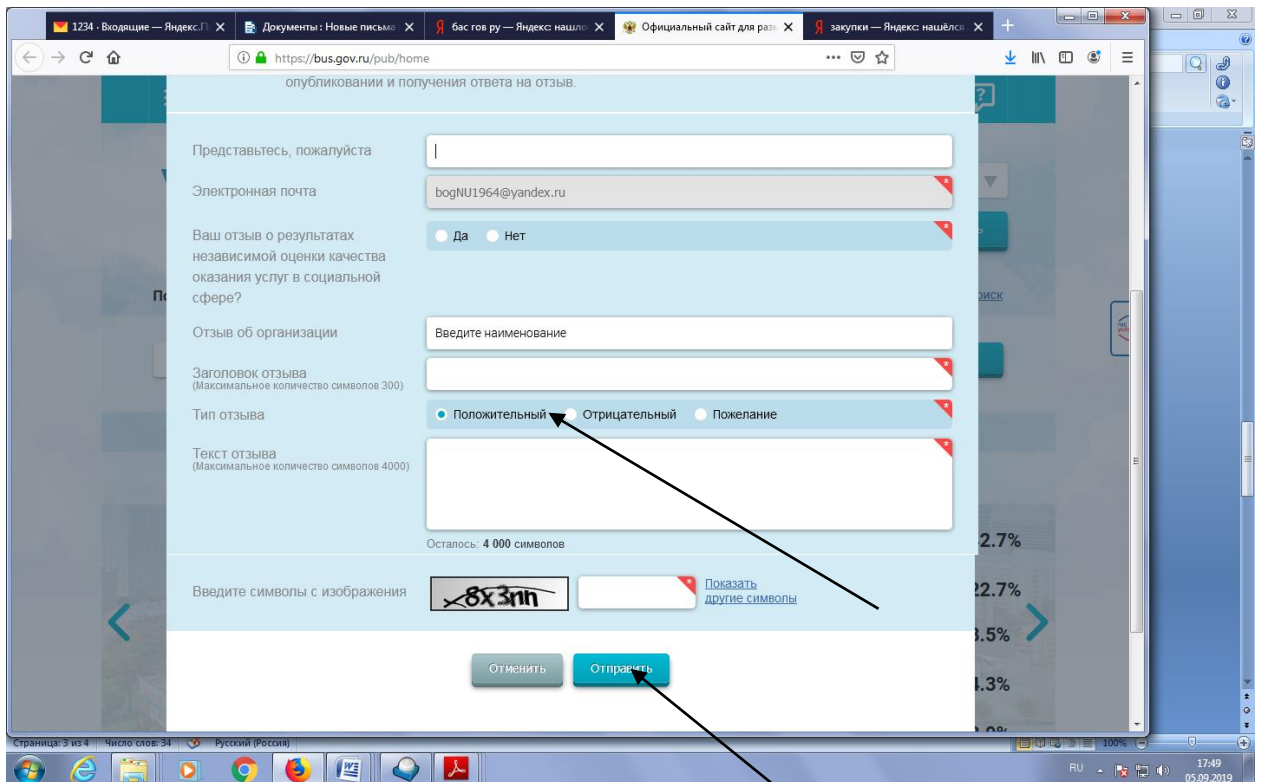 1234 · Входящие — Яндекс.П
Документы : Новые письма
бас гов ру — Яндекс: нашло
Официальный сайт для раз
закупки — Яндекс: нашёлся
https://bus.gov.ru/pub/home
опубликовании и получения ответа на отзыв.
Представьтесь, пожалуйста
Электронная почта
bogNU1964@yandex.ru
Ваш отзыв о результатах
независимой оценки качества
оказания услуг в социальной
сфере?
Да Нет
Отзыв об организации
Введите наименование
Заголовок отзыва
(Максимальное количество символов 300)
Тип отзыва
Положительный Отрицательный Пожелание
Текст отзыва
(Максимальное количество символов 4000)
Осталось: 4 000 символов
2.7%
Введите символы с изображения
8x3nn
Показать
другие символы
22.7%
3.5%
Отменить Отправить
4.3%
Страница: 3 из 4 Число слов: 34 Русский (Россия) 100%
RU 17:49
05.09.2019